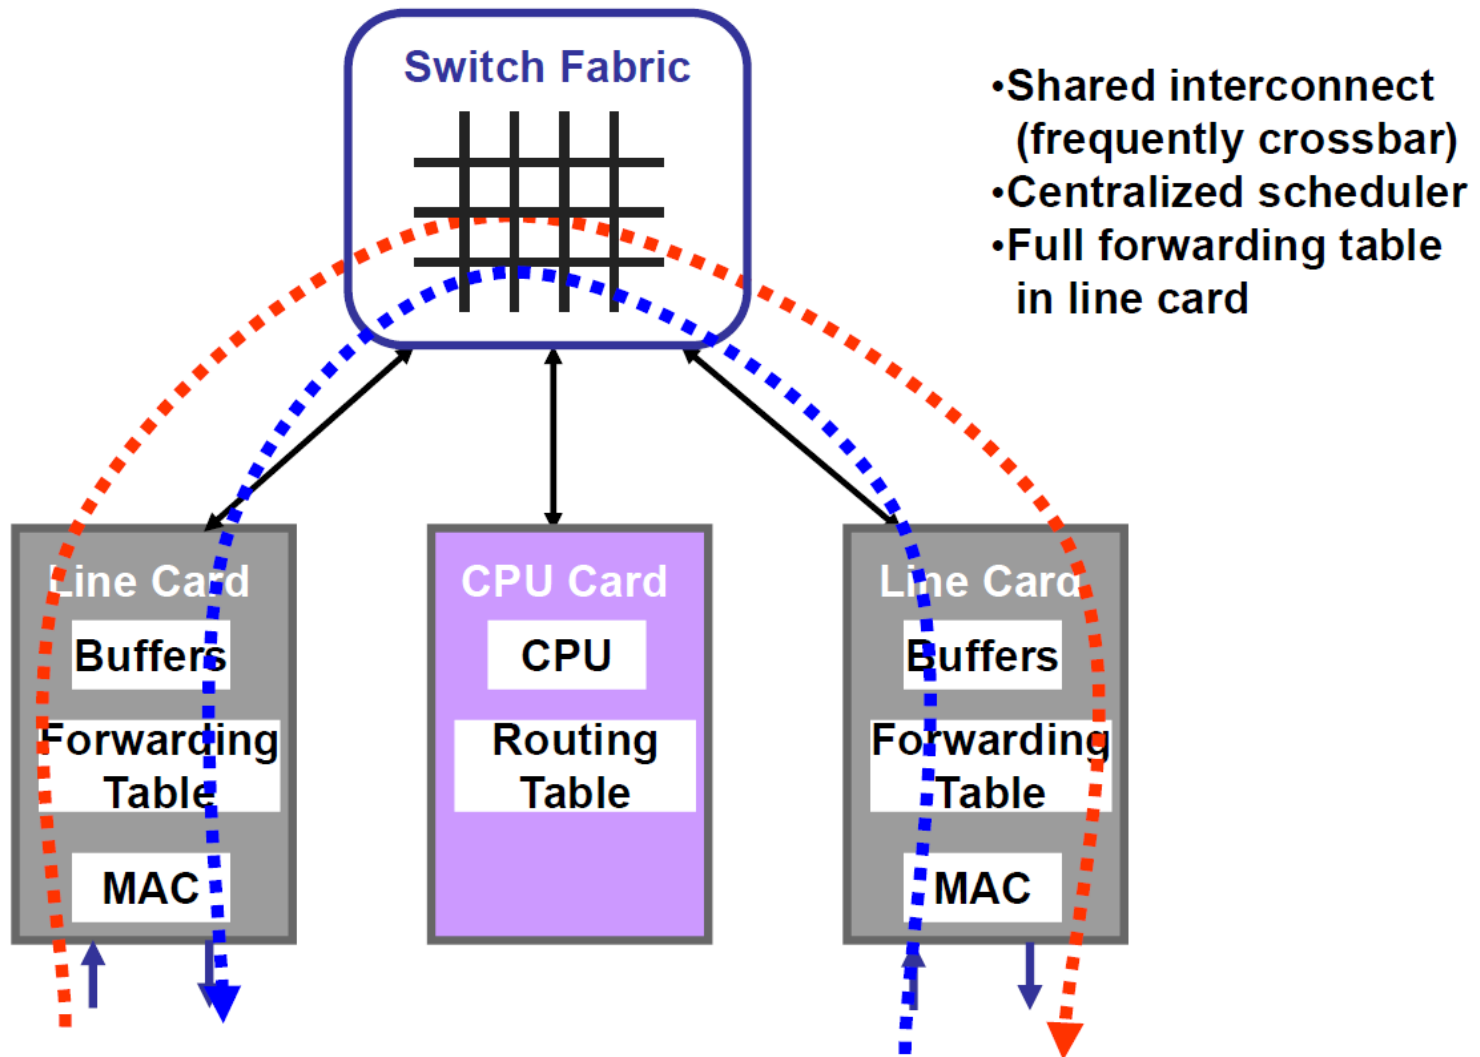 Switch Fabric
•Shared interconnect
(frequently crossbar)
•Centralized scheduler
•Full forwarding table
in line card
Line Card
Buffers
Forwarding
Table
MAC
CPU Card
CPU
Routing
Table
Line Card
Buffers
Forwarding
Table
MAC